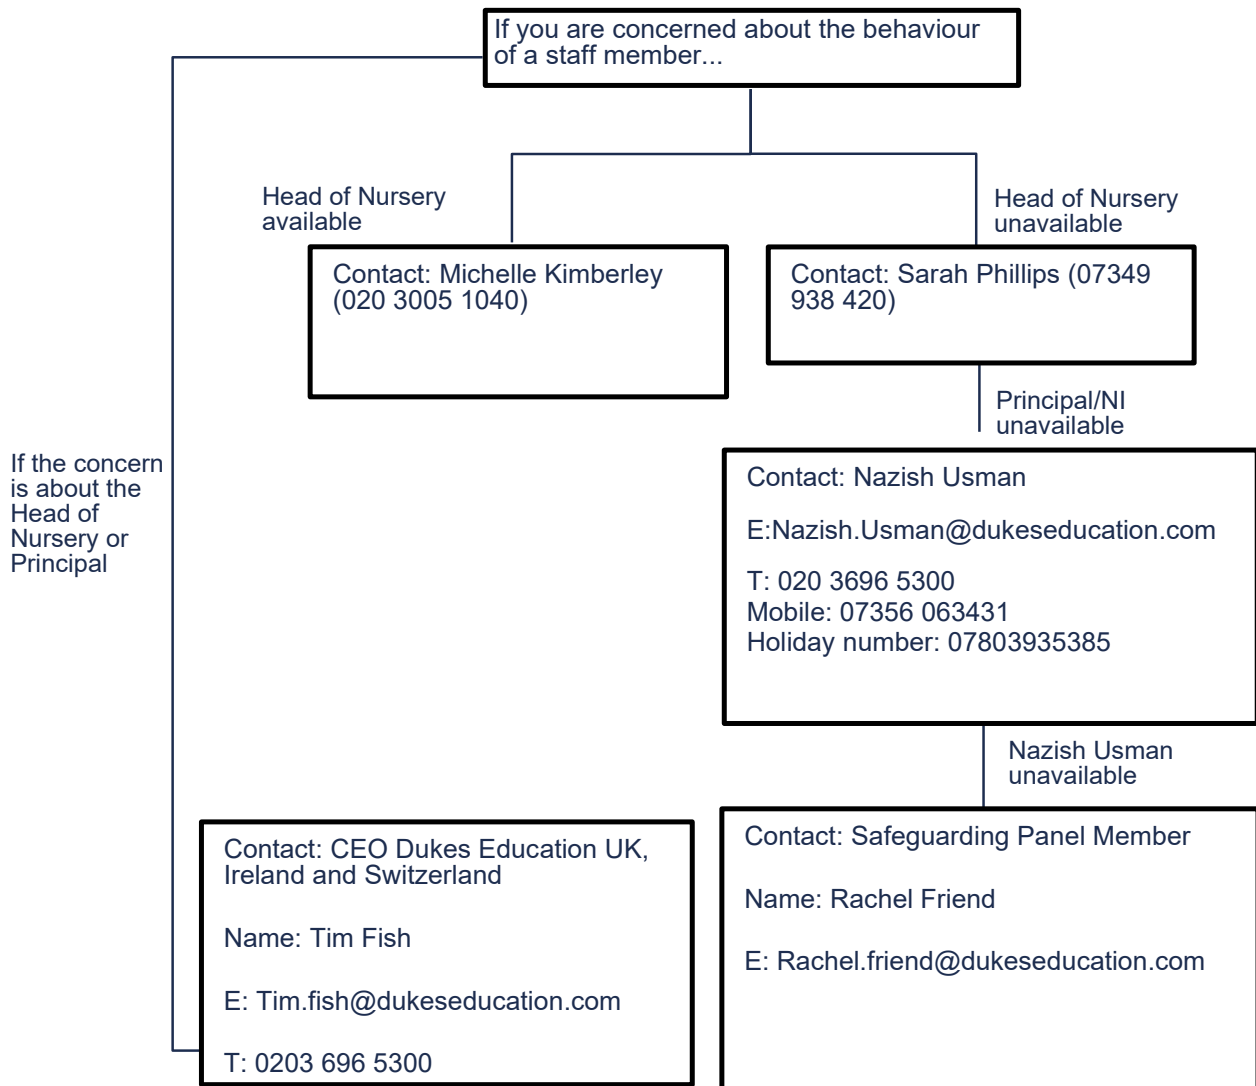 If you are concerned about the behaviour
of a staff member...
Head of Nursery
available
Head of Nursery
unavailable
Contact: Michelle Kimberley
(020 3005 1040)
Contact: Sarah Phillips (07349
938 420)
Principal/NI
unavailable
If the concern
is about the
Head of
Nursery or
Principal
Contact: Nazish Usman
E:Nazish.Usman@dukeseducation.com
T: 020 3696 5300
Mobile: 07356 063431
Holiday number: 07803935385
Nazish Usman
unavailable
Contact: CEO Dukes Education UK,
Ireland and Switzerland
Name: Tim Fish
E: Tim.fish@dukeseducation.com
T: 0203 696 5300
Contact: Safeguarding Panel Member
Name: Rachel Friend
E: Rachel.friend@dukeseducation.com